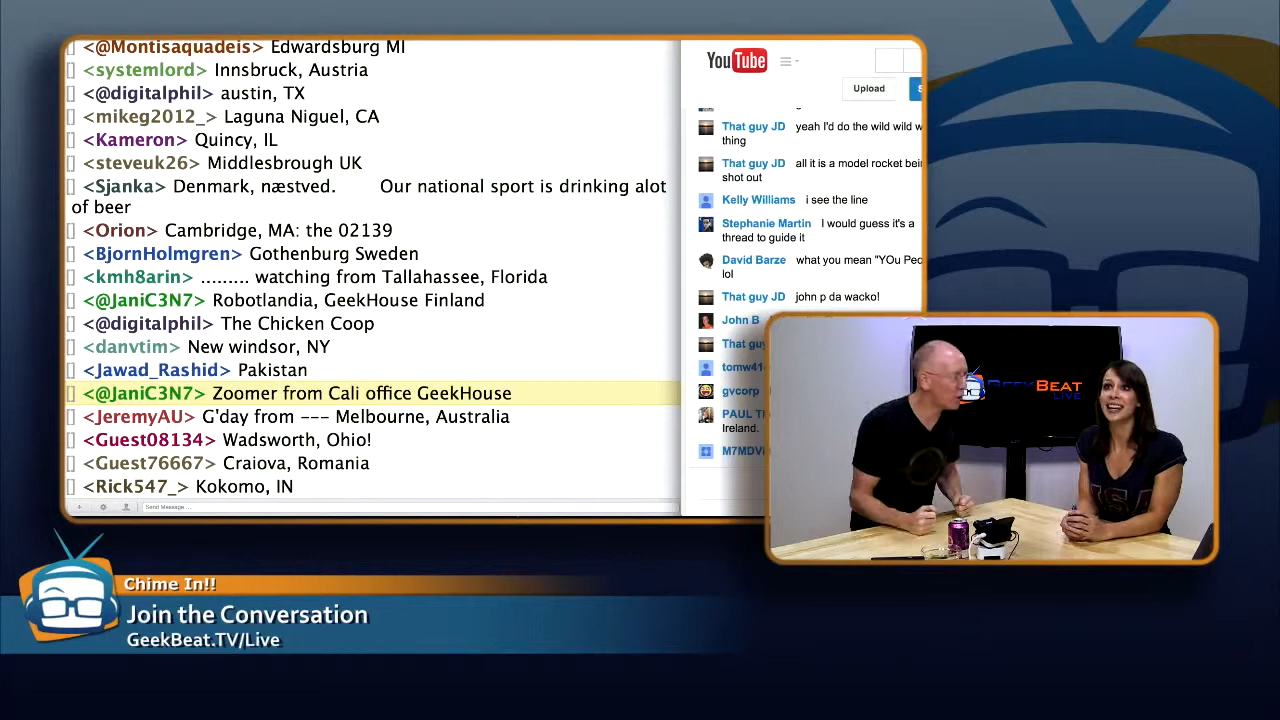 [] <@Montisaquadeis> Edwardsburg MI
[] <systemlord> Innsbruck, Austria
[] <@digitalphil> austin, TX
[] <mikeg2012_> Laguna Niguel, CA
[] <Kameron> Quincy, IL
[] <steveuk26> Middlesbrough UK
[] <Sjanka> Denmark, næstved. Our national sport is drinking alot
of beer
[] <Orion> Cambridge, MA: the 02139
[] <BjornHolmgren> Gothenburg Sweden
[] <kmh8arin> ......... watching from Tallahassee, Florida
[] <@JaniC3N7> Robotlandia, GeekHouse Finland
[] <@digitalphil> The Chicken Coop
[] <danvtim> New windsor, NY
[] <Jawad_Rashid> Pakistan
[] <@JaniC3N7> Zoomer from Cali office GeekHouse
[] <JeremyAU> G'day from --- Melbourne, Australia
[] <Guest08134> Wadsworth, Ohio!
[] <Guest76667> Craiova, Romania
[] <Rick547_> Kokomo, IN
Send Message...
YouTube
Upload
That guy JD yeah I'd do the wild wild w
thing
That guy JD all it is a model rocket bei
shot out
Kelly Williams i see the line
Stephanie Martin I would guess it's a
thread to guide it
David Barze what you mean "YOu Peo
lol
That guy JD john p da wacko!
John B
That guy
tomw41
gvcorp
PAUL T
Ireland.
M7MDV
GEEKBEAT
LIVE
USA
Chime In!!
Join the Conversation
GeekBeat.TV/Live